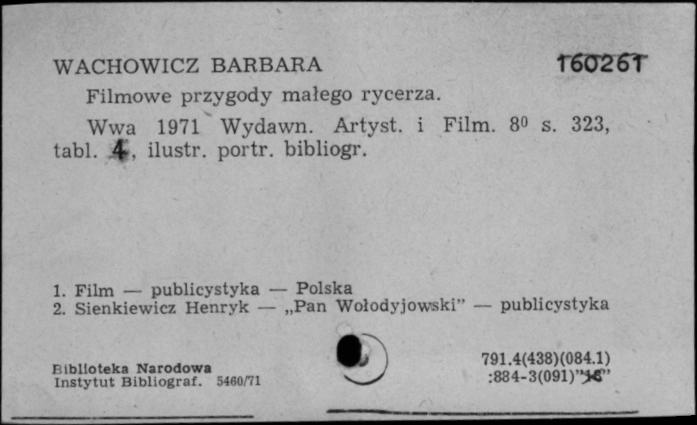 WACHOWICZ BARBARA 160261
Filmowe przygody małego rycerza.
Wwa 1971 Wydawn. Artyst. i Film. 8⁰ s. 323,
tabl. 4, ilustr. portr. bibliogr.
1. Film — publicystyka — Polska
2. Sienkiewicz Henryk — „Pan Wołodyjowski” — publicystyka
Biblioteka Narodowa
Instytut Bibliograf. 5460/71
791.4(438)(084.1)
:884-3(091)